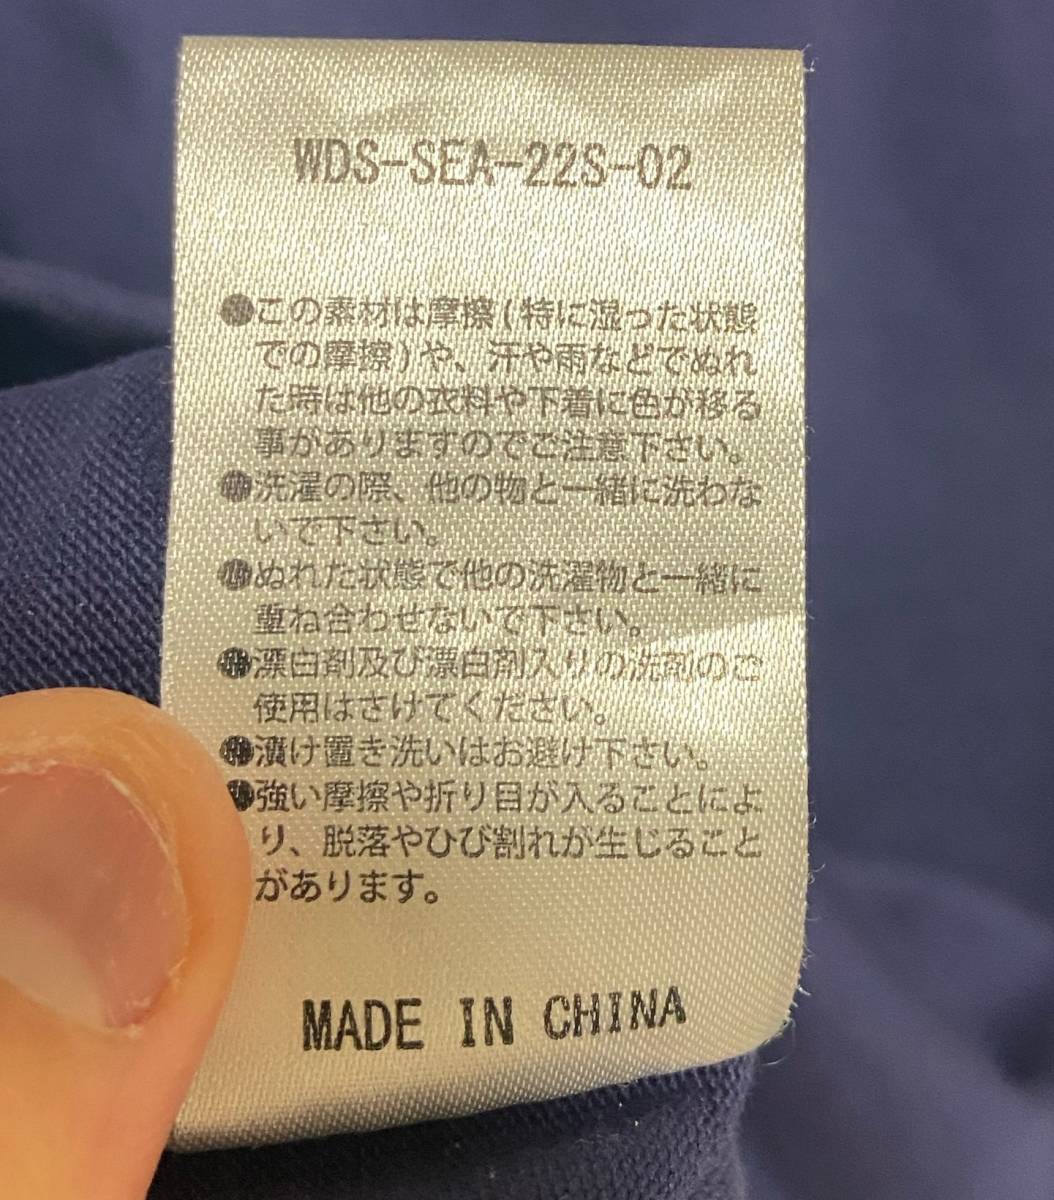 WDS-SEA-22S-02
●この素材は摩擦(特に湿った状態
での摩擦)や、汗や雨などでぬれ
た時は他の衣料や下着に色が移る
事がありますのでご注意下さい。
●洗濯の際、他の物と一緒に洗わな
いで下さい。
●ぬれた状態で他の洗濯物と一緒に
重ね合わせないで下さい。
●漂白剤及び漂白剤入りの洗剤のご
使用はさけてください。
●漬け置き洗いはお避け下さい。
●強い摩擦や折り目が入ることによ
り、脱落やひび割れが生じること
があります。
MADE IN CHINA